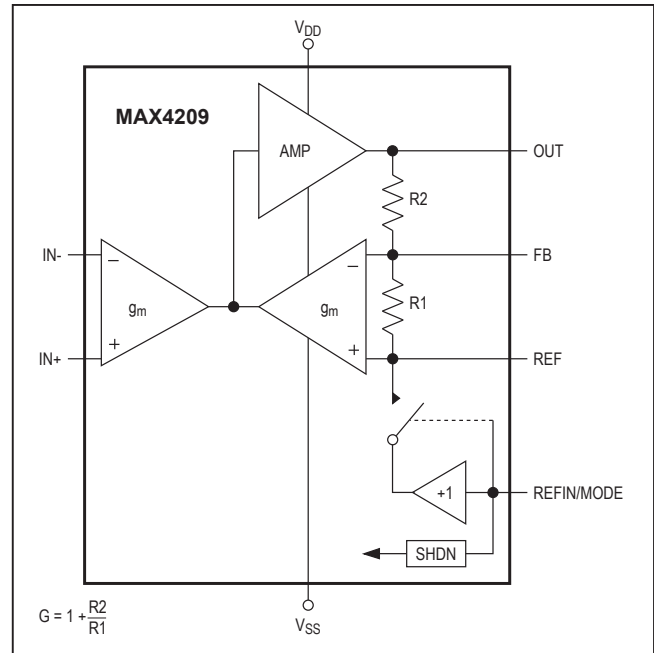 VDD
MAX4209
AMP
OUT
R2
IN-
−
−
FB
gm
gm
R1
IN+
+
+
REF
+1
REFIN/MODE
SHDN
G = 1 + R2/R1
VSS